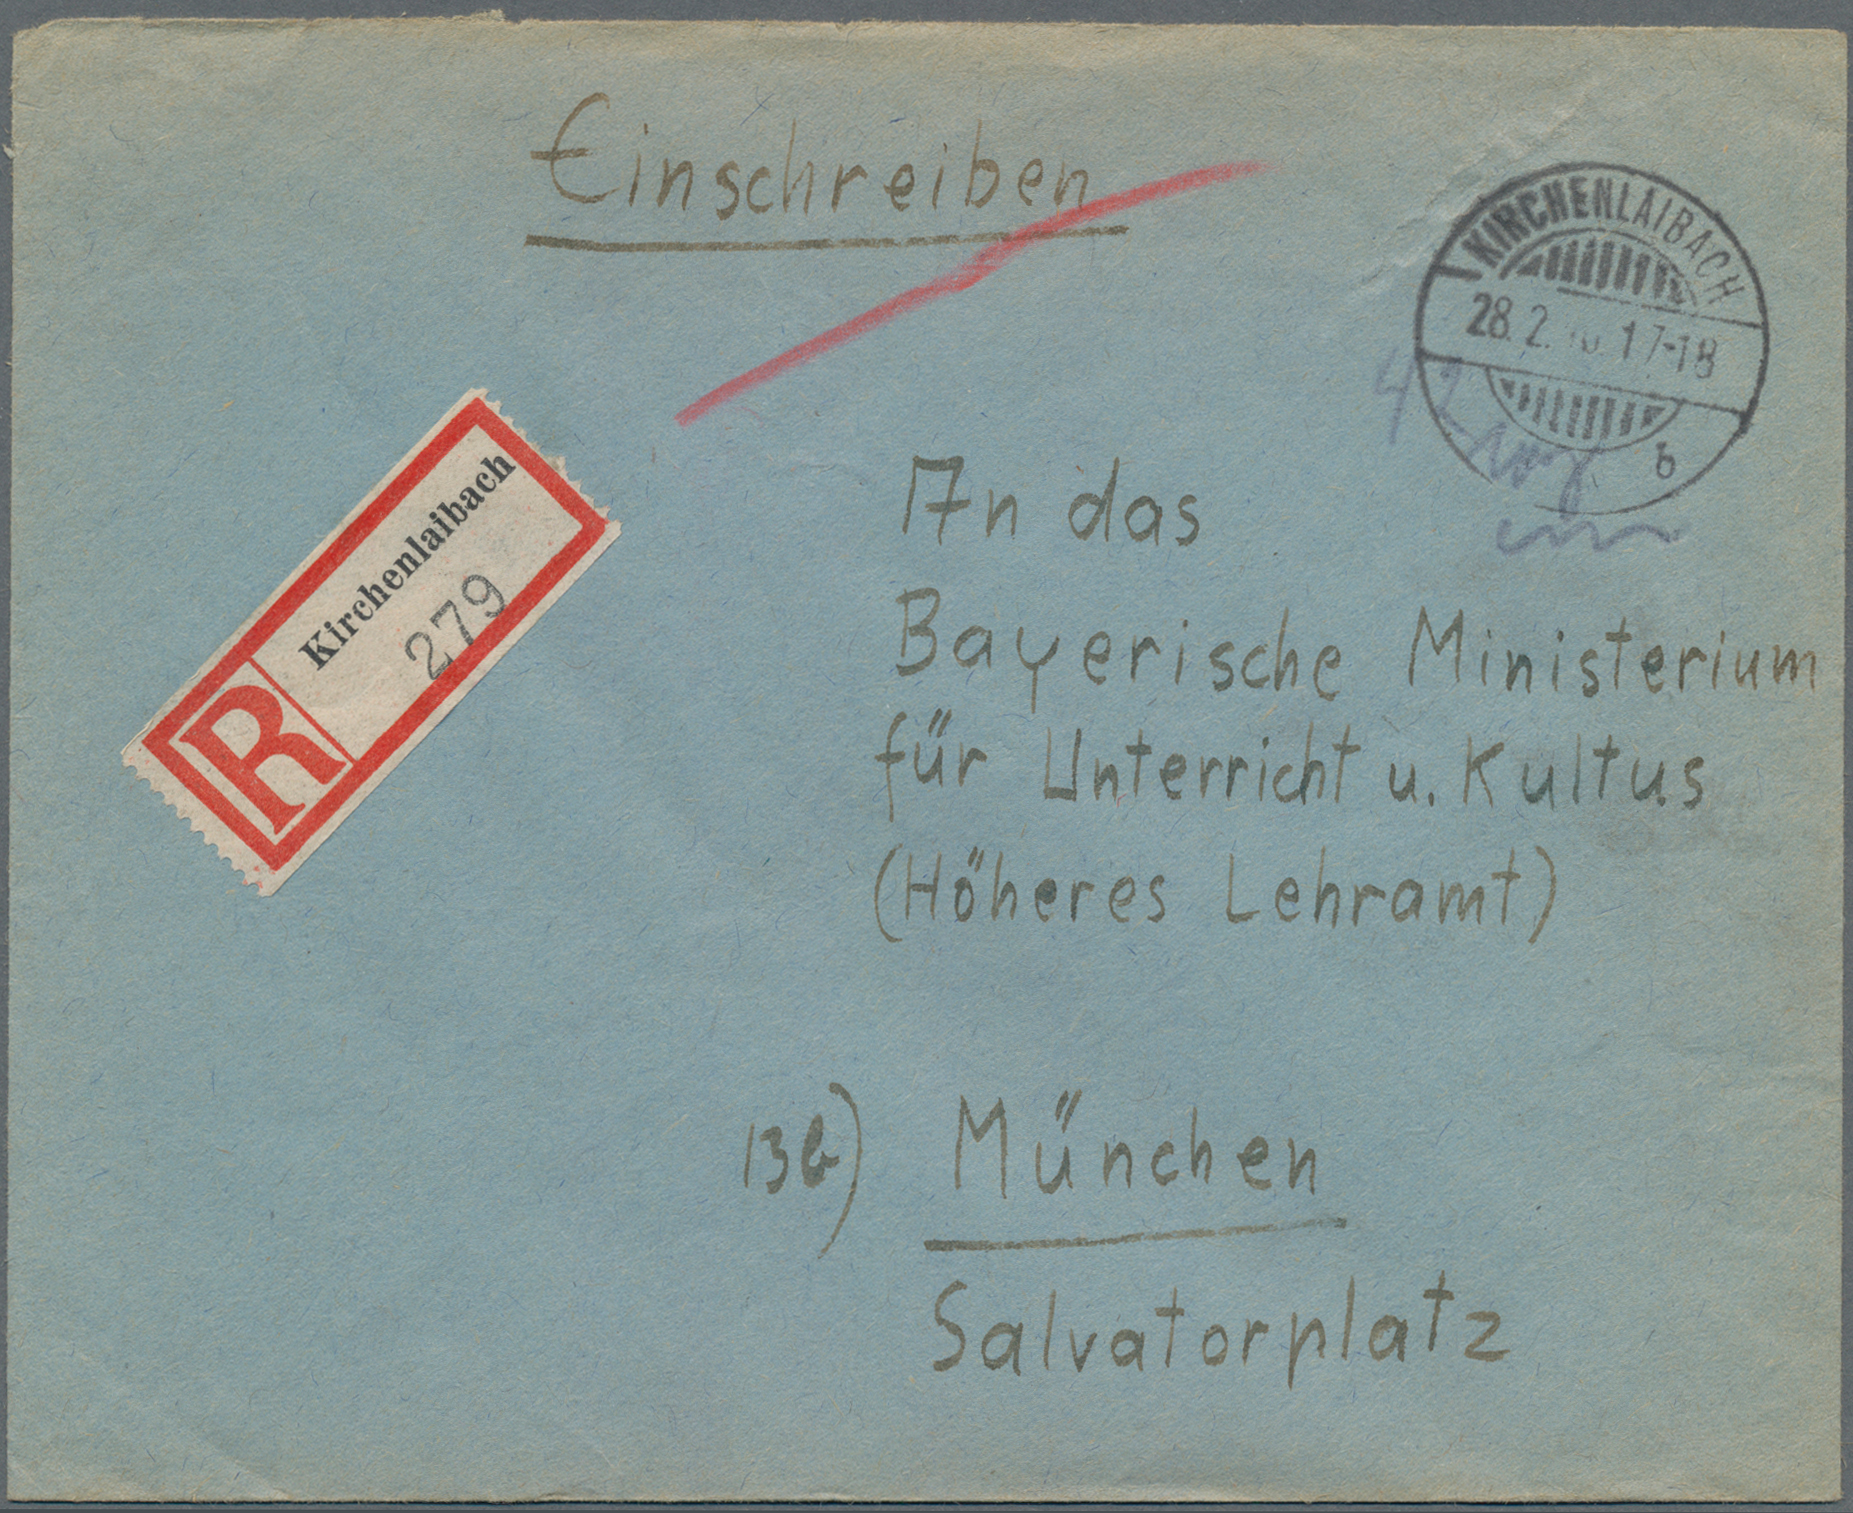 Einschreiben
KIRCHENLAIBACH
28. 2. 17-18
b
R
Kirchenlaibach
279
An das
Bayerische Ministerium
für Unterricht u. Kultus
(Höheres Lehramt)
13b) München
Salvatorplatz